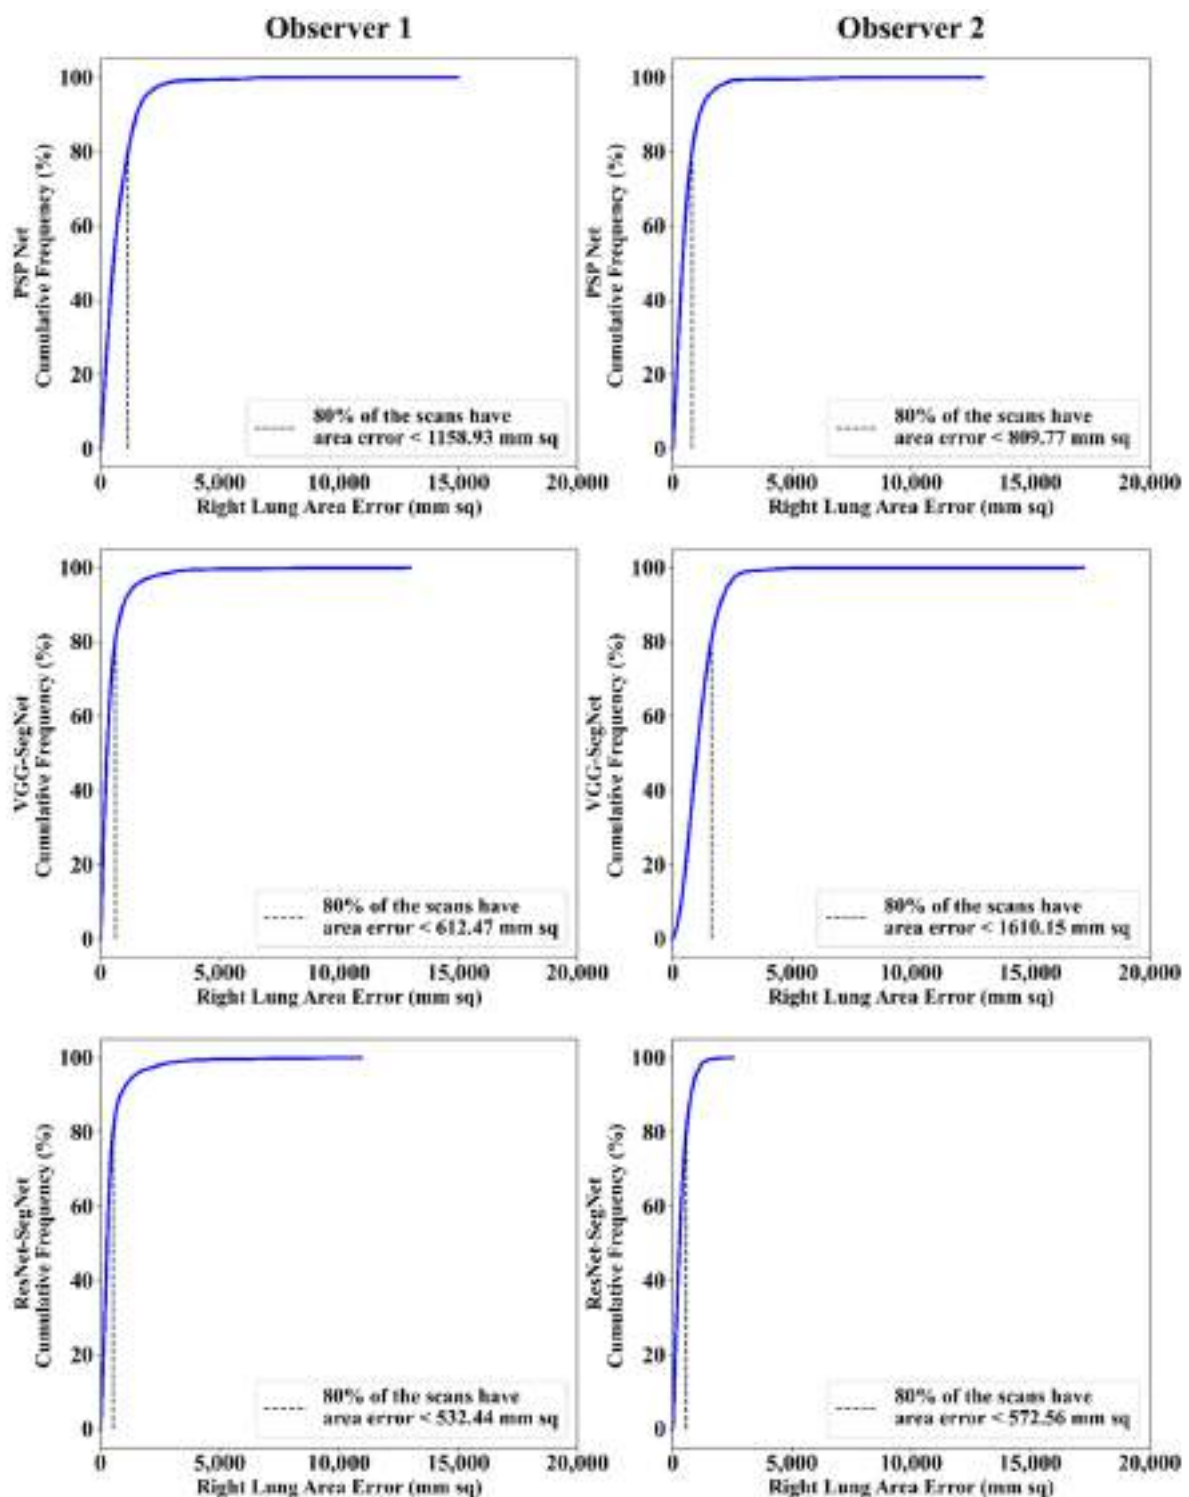 Observer 1
Observer 2
PSP Net
Cumulative Frequency (%)
100
80
60
40
20
0
80% of the scans have
area error < 1158.93 mm sq
0 5,000 10,000 15,000 20,000
Right Lung Area Error (mm sq)
PSP Net
Cumulative Frequency (%)
100
80
60
40
20
0
80% of the scans have
area error < 809.77 mm sq
0 5,000 10,000 15,000 20,000
Right Lung Area Error (mm sq)
VGG-SegNet
Cumulative Frequency (%)
100
80
60
40
20
0
80% of the scans have
area error < 612.47 mm sq
0 5,000 10,000 15,000 20,000
Right Lung Area Error (mm sq)
VGG-SegNet
Cumulative Frequency (%)
100
80
60
40
20
0
80% of the scans have
area error < 1610.15 mm sq
0 5,000 10,000 15,000 20,000
Right Lung Area Error (mm sq)
ResNet-SegNet
Cumulative Frequency (%)
100
80
60
40
20
0
80% of the scans have
area error < 532.44 mm sq
0 5,000 10,000 15,000 20,000
Right Lung Area Error (mm sq)
ResNet-SegNet
Cumulative Frequency (%)
100
80
60
40
20
0
80% of the scans have
area error < 572.56 mm sq
0 5,000 10,000 15,000 20,000
Right Lung Area Error (mm sq)